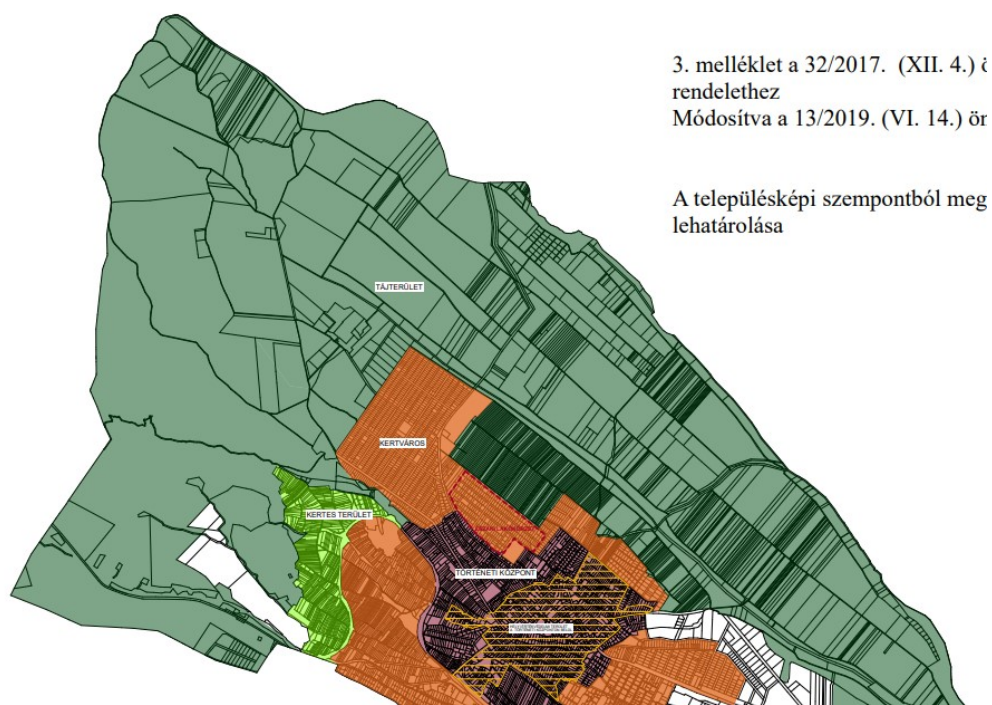 3. melléklet a 32/2017. (XII. 4.) ö
rendelethez
Módosítva a 13/2019. (VI. 14.) ön
A településképi szempontból meg
lehatárolása
TÁJTERÜLET
KERTVÁROS
KERTES TERÜLET
TÖRTÉNETI KÖZPONT